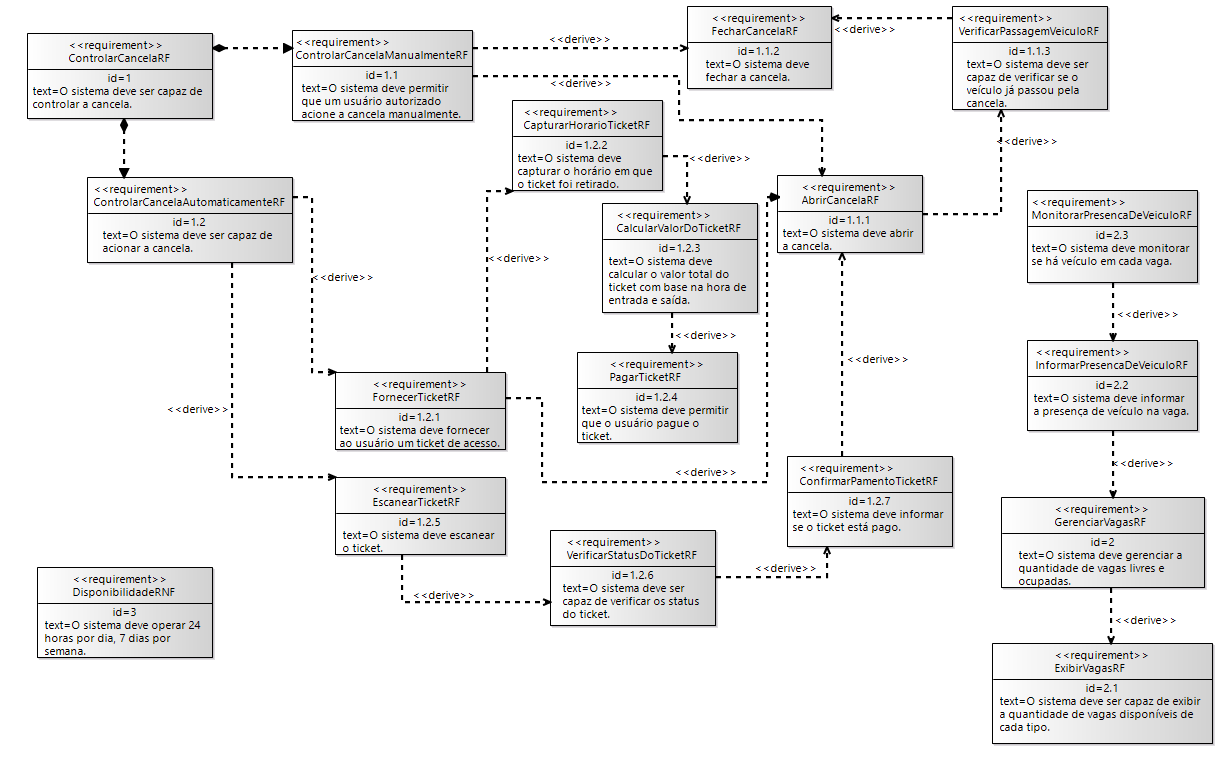 <<requirement>>
ControlarCancelaRF
id=1
text=O sistema deve ser capaz de
controlar a cancela.
<<requirement>>
ControlarCancelaManualmenteRF
id=1.1
text=O sistema deve permitir
que um usuário autorizado
acione a cancela manualmente.
<<derive>>
<<derive>>
<<requirement>>
FecharCancelaRF
id=1.1.2
text=O sistema deve
fechar a cancela.
<<derive>>
<<requirement>>
VerificarPassagemVeiculoRF
id=1.1.3
text=O sistema deve ser
capaz de verificar se o
veículo já passou pela
cancela.
<<derive>>
<<requirement>>
CapturarHorarioTicketRF
id=1.2.2
text=O sistema deve
capturar o horário em que
o ticket foi retirado.
<<derive>>
<<requirement>>
ControlarCancelaAutomaticamenteRF
id=1.2
text=O sistema deve ser capaz de
acionar a cancela.
<<derive>>
<<derive>>
<<derive>>
<<requirement>>
CalcularValorDoTicketRF
id=1.2.3
text=O sistema deve
calcular o valor total do
ticket com base na hora de
entrada e saída.
<<derive>>
<<requirement>>
AbrirCancelaRF
id=1.1.1
text=O sistema deve abrir
a cancela.
<<derive>>
<<requirement>>
MonitorarPresencaDeVeiculoRF
id=2.3
text=O sistema deve monitorar
se há veículo em cada vaga.
<<derive>>
<<requirement>>
InformarPresencaDeVeiculoRF
id=2.2
text=O sistema deve informar
a presença de veículo na vaga.
<<derive>>
<<requirement>>
PagarTicketRF
id=1.2.4
text=O sistema deve permitir
que o usuário pague o
ticket.
<<requirement>>
FornecerTicketRF
id=1.2.1
text=O sistema deve fornecer
ao usuário um ticket de acesso.
<<derive>>
<<requirement>>
EscanearTicketRF
id=1.2.5
text=O sistema deve escanear
o ticket.
<<derive>>
<<requirement>>
VerificarStatusDoTicketRF
id=1.2.6
text=O sistema deve ser
capaz de verificar os status
do ticket.
<<derive>>
<<requirement>>
ConfirmarPamentoTicketRF
id=1.2.7
text=O sistema deve informar
se o ticket está pago.
<<requirement>>
GerenciarVagasRF
id=2
text=O sistema deve gerenciar a
quantidade de vagas livres e
ocupadas.
<<derive>>
<<requirement>>
DisponibilidadeRNF
id=3
text=O sistema deve operar 24
horas por dia, 7 dias por
semana.
<<requirement>>
ExibirVagasRF
id=2.1
text=O sistema deve ser capaz de exibir
a quantidade de vagas disponíveis de
cada tipo.